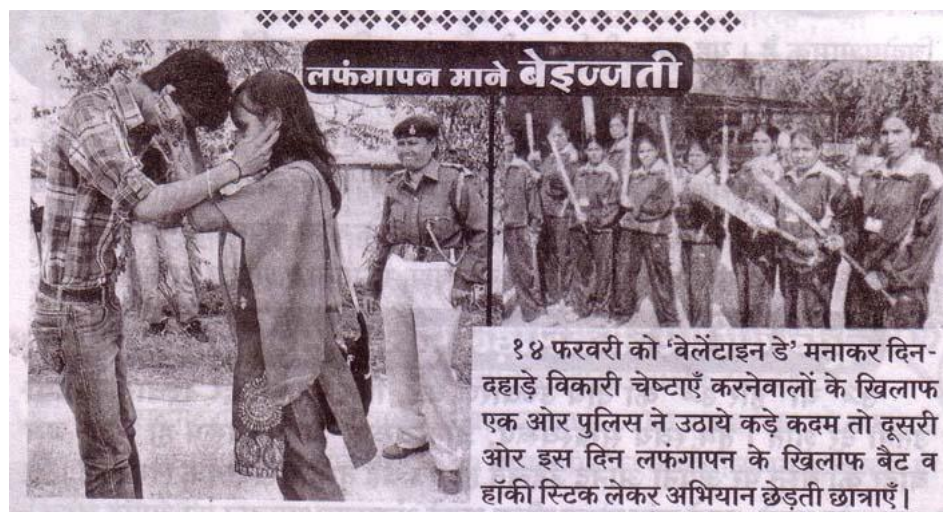 लफंगापन माने बेइज्जती
१४ फरवरी को ‘वेलेंटाइन डे’ मनाकर दिन-
दहाड़े विकारी चेष्टाएँ करनेवालों के खिलाफ
एक ओर पुलिस ने उठाये कड़े कदम तो दूसरी
ओर इस दिन लफंगापन के खिलाफ बैट व
हॉकी स्टिक लेकर अभियान छेड़ती छात्राएँ।